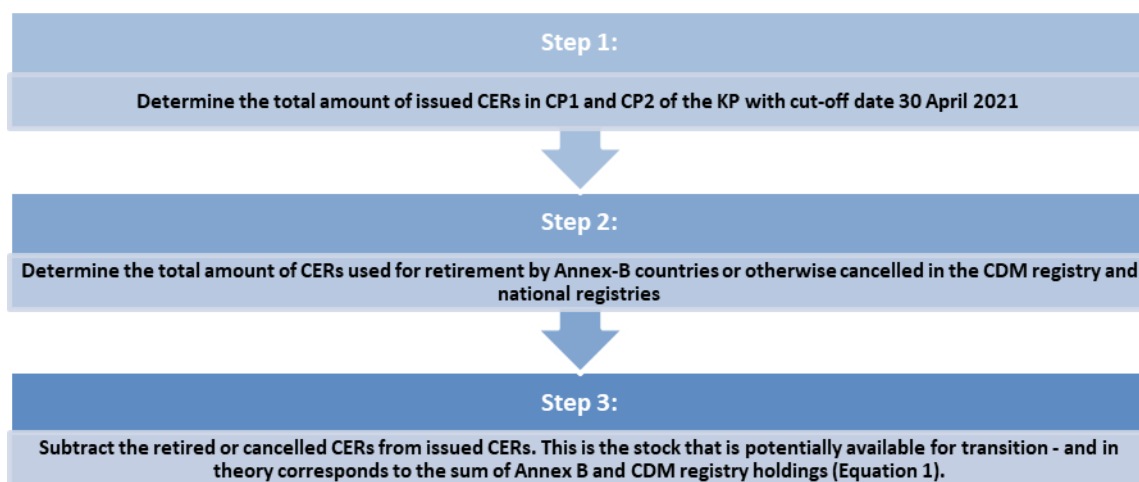 Step 1:
Determine the total amount of issued CERs in CP1 and CP2 of the KP with cut-off date 30 April 2021
Step 2:
Determine the total amount of CERs used for retirement by Annex-B countries or otherwise cancelled in the CDM registry and
national registries
Step 3:
Subtract the retired or cancelled CERs from issued CERs. This is the stock that is potentially available for transition - and in
theory corresponds to the sum of Annex B and CDM registry holdings (Equation 1).